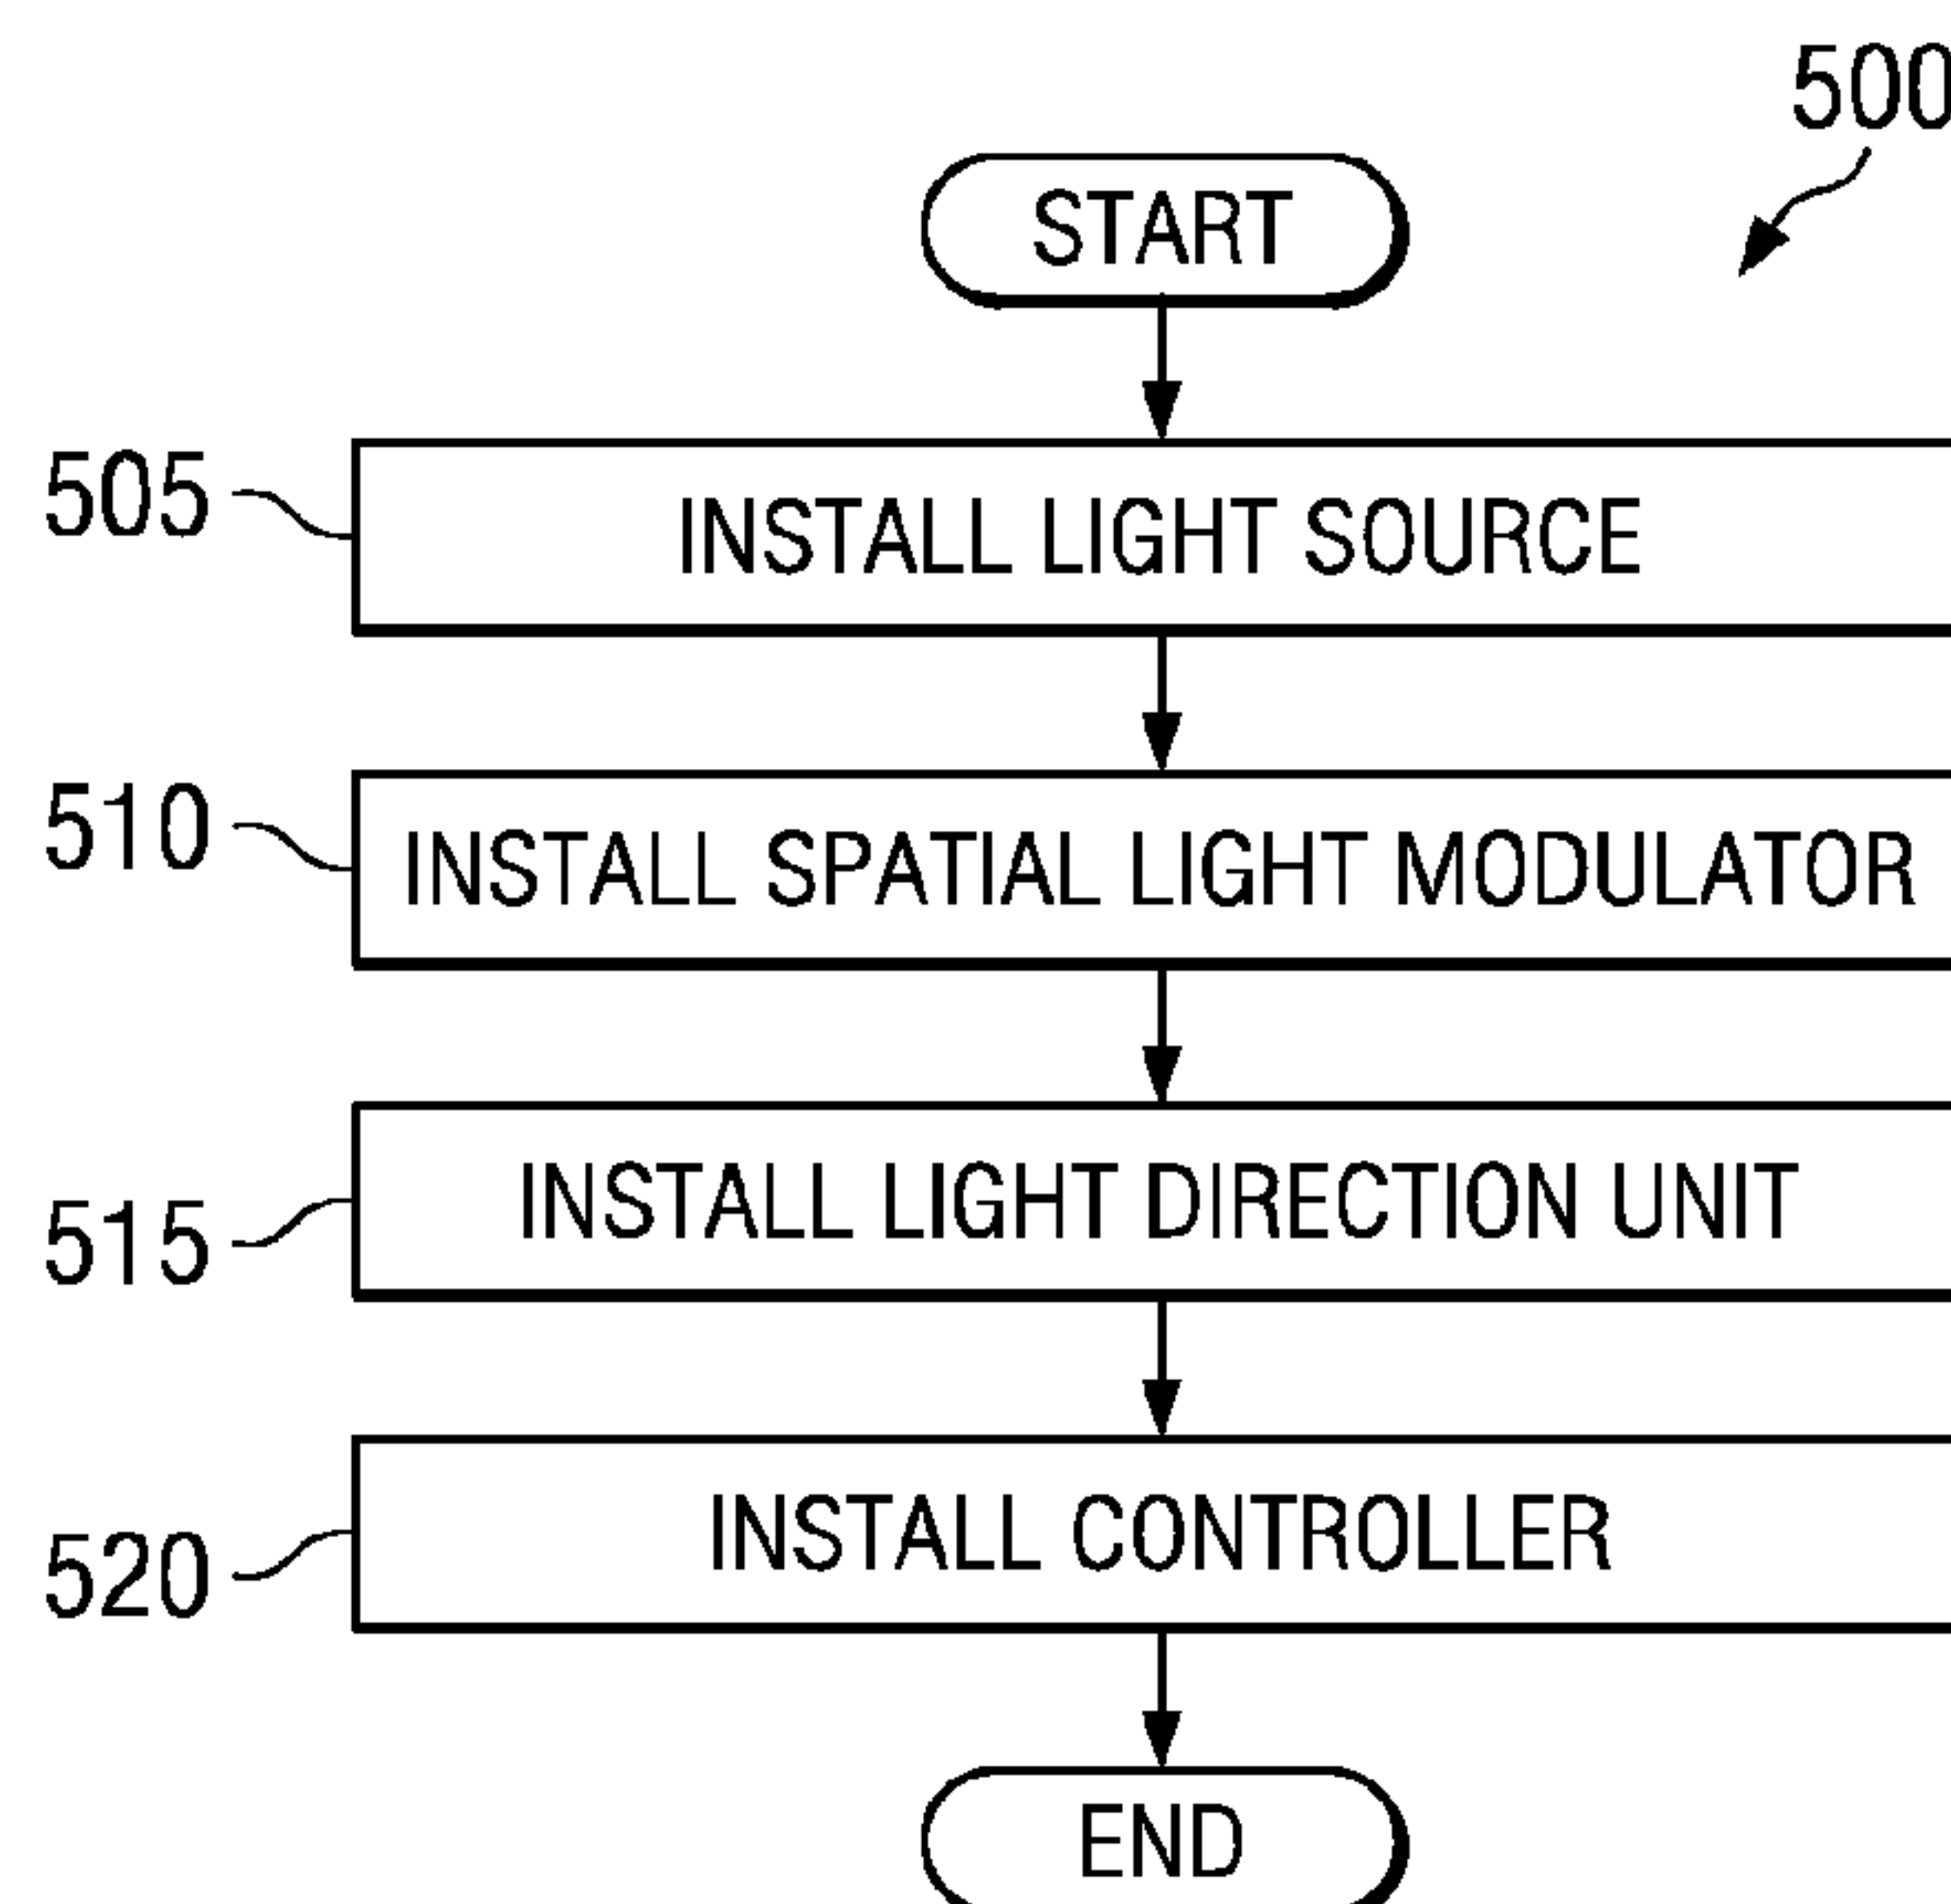 500
START
505 INSTALL LIGHT SOURCE
510 INSTALL SPATIAL LIGHT MODULATOR
515 INSTALL LIGHT DIRECTION UNIT
520 INSTALL CONTROLLER
END